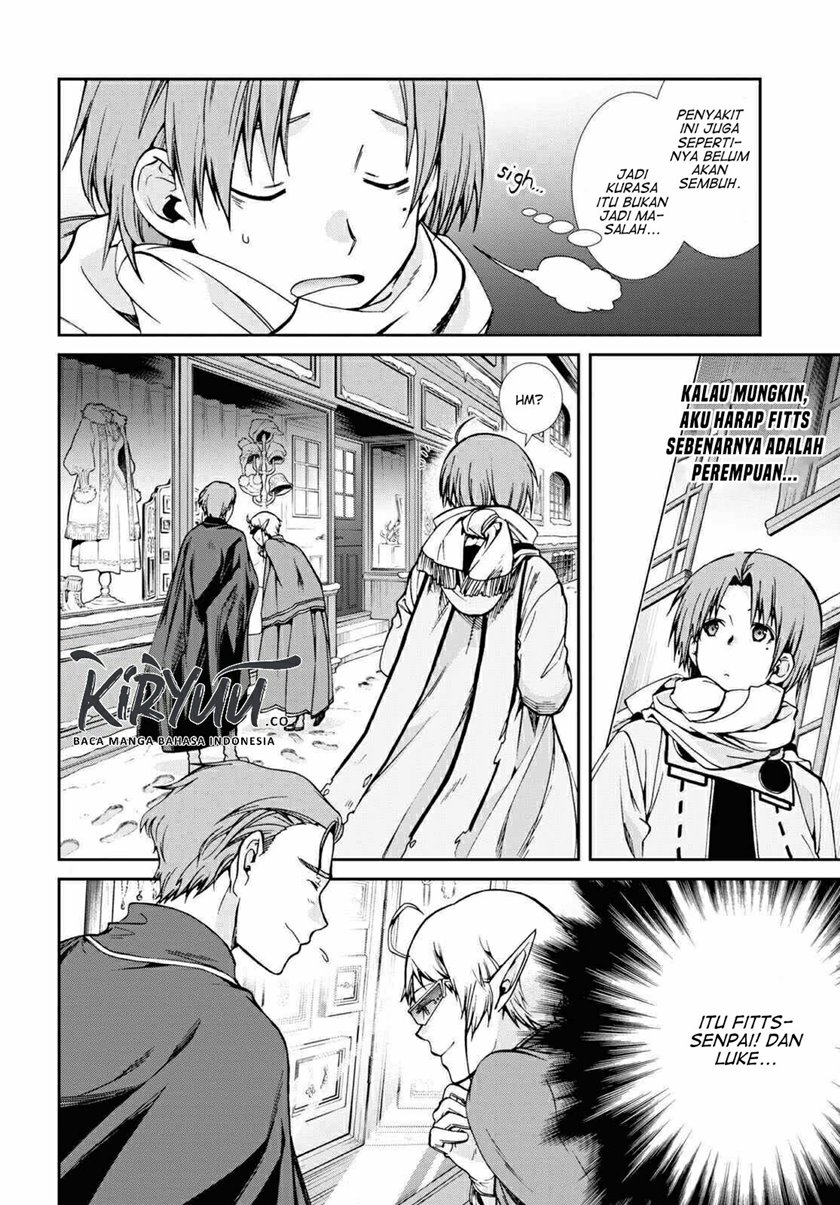 PENYAKIT
INI JUGA
SEPERTI-
NYA BELUM
AKAN
SEMBUH.
JADI
KURASA
ITU BUKAN
JADI MA-
SALAH...
sigh...
KALAU MUNGKIN,
AKU HARAP FITTS
SEBENARNYA ADALAH
PEREMPUAN...
HM?
KIRYUU.CO
BACA MANGA BAHASA INDONESIA
ITU FITTS-
SENPAI! DAN
LUKE...